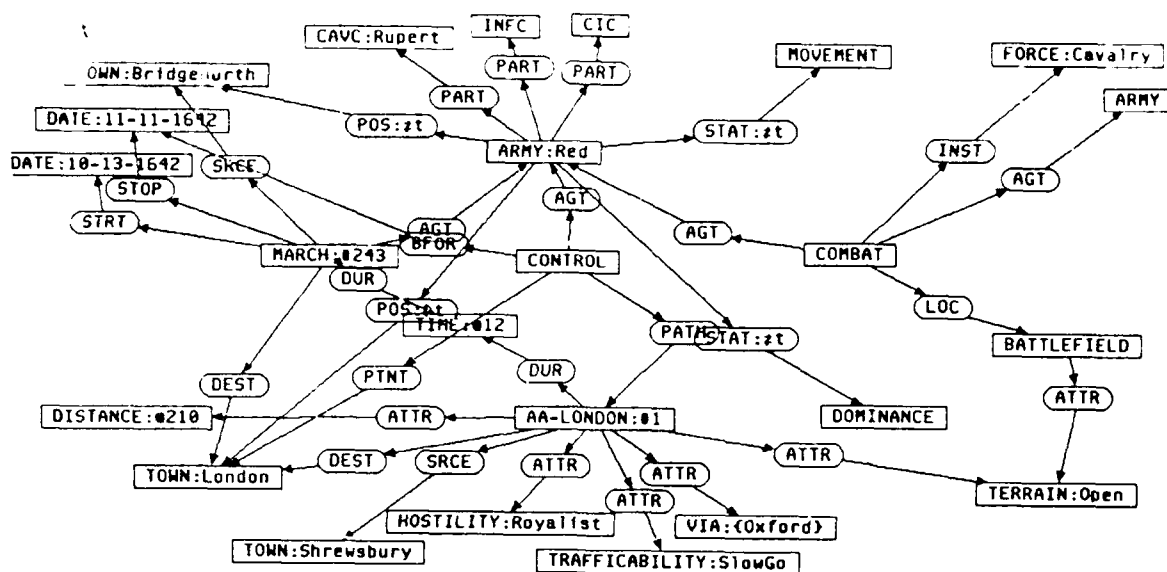 INFC
CIC
CAVC:Rupert
MOVEMENT
FORCE:Cavalry
OWN:Bridgenurth
PART
PART
PART
ARMY
DATE:11-11-1642
POS:zt
STAT:zt
ARMY:Red
INST
DATE:10-13-1642
SRCE
STOP
AGT
AGT
STRT
AGT
AGT
BFOR
MARCH:@243
CONTROL
COMBAT
DUR
LOC
POS:zt
TIME:@12
PATH
STAT:zt
BATTLEFIELD
DEST
PTNT
DUR
ATTR
DISTANCE:@210
ATTR
AA-LONDON:@1
DOMINANCE
DEST
SRCE
ATTR
ATTR
ATTR
TOWN:London
ATTR
TERRAIN:Open
HOSTILITY:Royalist
VIA:{Oxford}
TOWN:Shrewsbury
TRAFFICABILITY:SlowGo